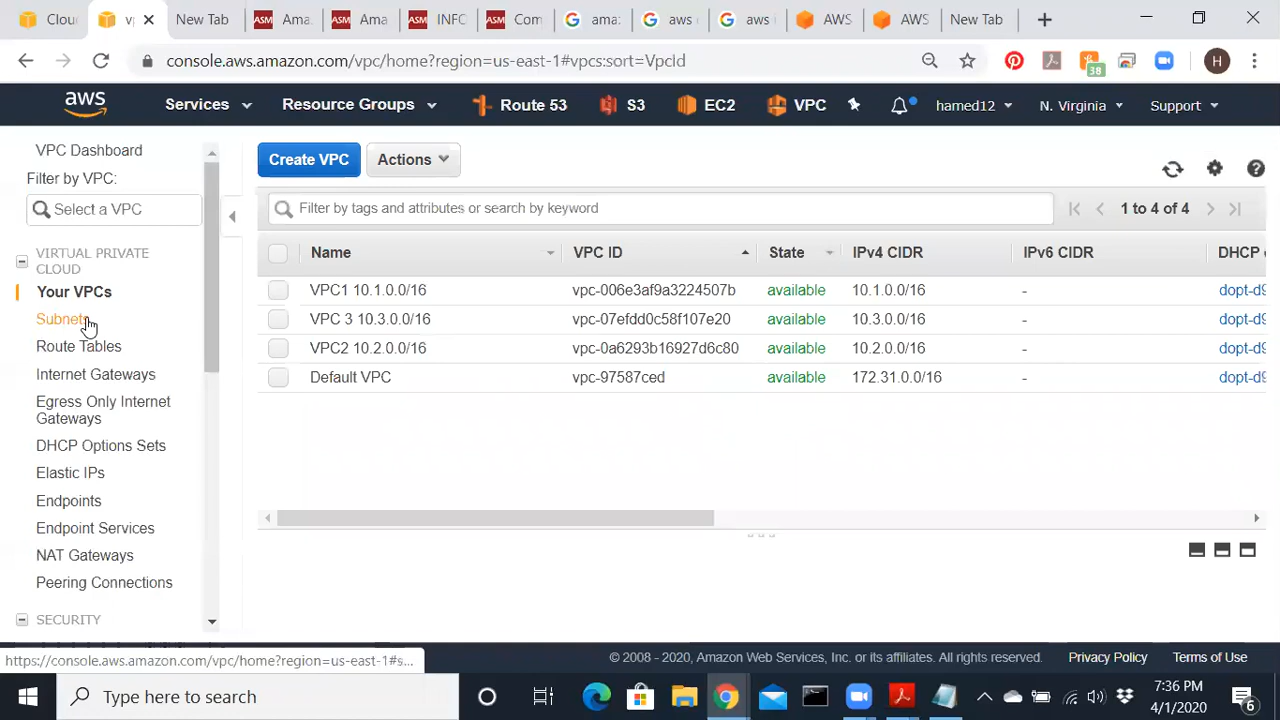 Clou
vp
New Tab
ASM
Amaz
ASM
Ama
ASM
INFO
ASM
Com
amaz
aws c
aws i
AWS
AWS
New Tab
console.aws.amazon.com/vpc/home?region=us-east-1#vpcs:sort=VpcId
38
H
aws
Services
Resource Groups
Route 53
S3
EC2
VPC
hamed12
N. Virginia
Support
VPC Dashboard
Filter by VPC:
Select a VPC
VIRTUAL PRIVATE
CLOUD
Your VPCs
Subnets
Route Tables
Internet Gateways
Egress Only Internet
Gateways
DHCP Options Sets
Elastic IPs
Endpoints
Endpoint Services
NAT Gateways
Peering Connections
SECURITY
Create VPC
Actions
Filter by tags and attributes or search by keyword
1 to 4 of 4
Name VPC ID State IPv4 CIDR IPv6 CIDR DHCP
VPC1 10.1.0.0/16 vpc-006e3af9a3224507b available 10.1.0.0/16 - dopt-d9
VPC 3 10.3.0.0/16 vpc-07efdd0c58f107e20 available 10.3.0.0/16 - dopt-d9
VPC2 10.2.0.0/16 vpc-0a6293b16927d6c80 available 10.2.0.0/16 - dopt-d9
Default VPC vpc-97587ced available 172.31.0.0/16 - dopt-d9
https://console.aws.amazon.com/vpc/home?region=us-east-1#s...
© 2008 - 2020, Amazon Web Services, Inc. or its affiliates. All rights reserved.
Privacy Policy
Terms of Use
Type here to search
7:36 PM
4/1/2020
6